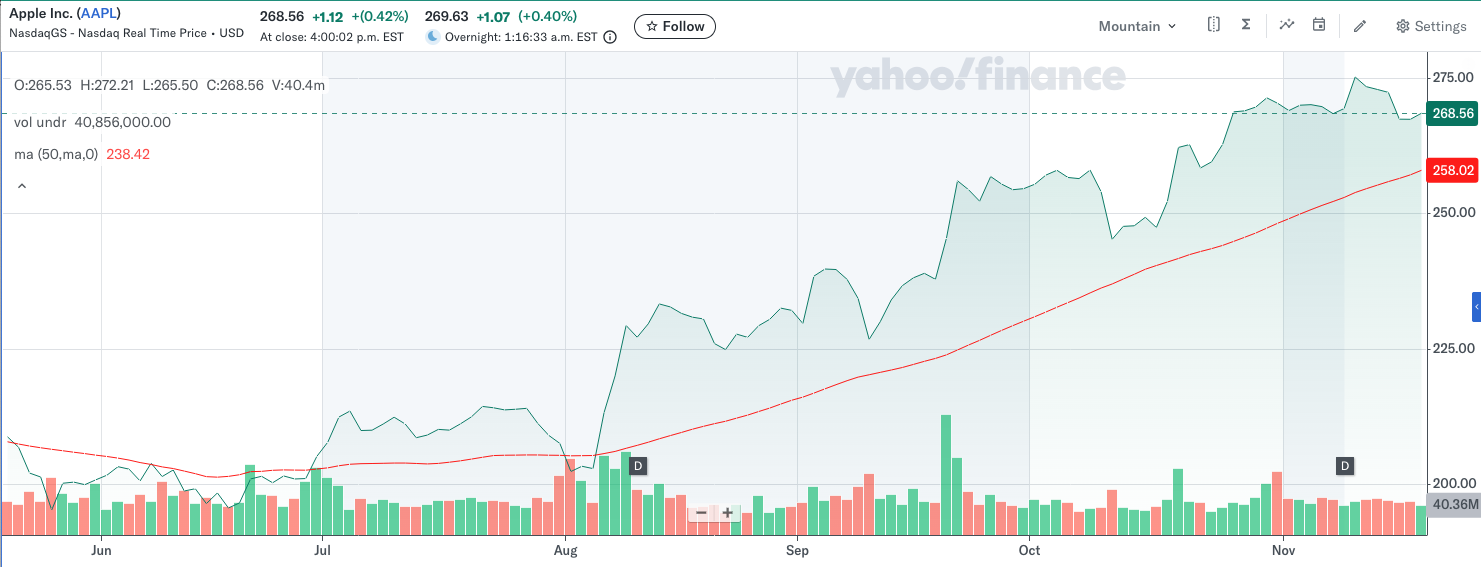 Apple Inc. (AAPL)
NasdaqGS - Nasdaq Real Time Price • USD
268.56 +1.12 +(0.42%)
At close: 4:00:02 p.m. EST
269.63 +1.07 (+0.40%)
Overnight: 1:16:33 a.m. EST
Follow
Mountain
Settings
yahoo!finance
O:265.53 H:272.21 L:265.50 C:268.56 V:40.4m
vol undr 40,856,000.00
ma (50,ma,0) 238.42
275.00
268.56
258.02
250.00
225.00
200.00
40.36M
D
D
Jun
Jul
Aug
Sep
Oct
Nov